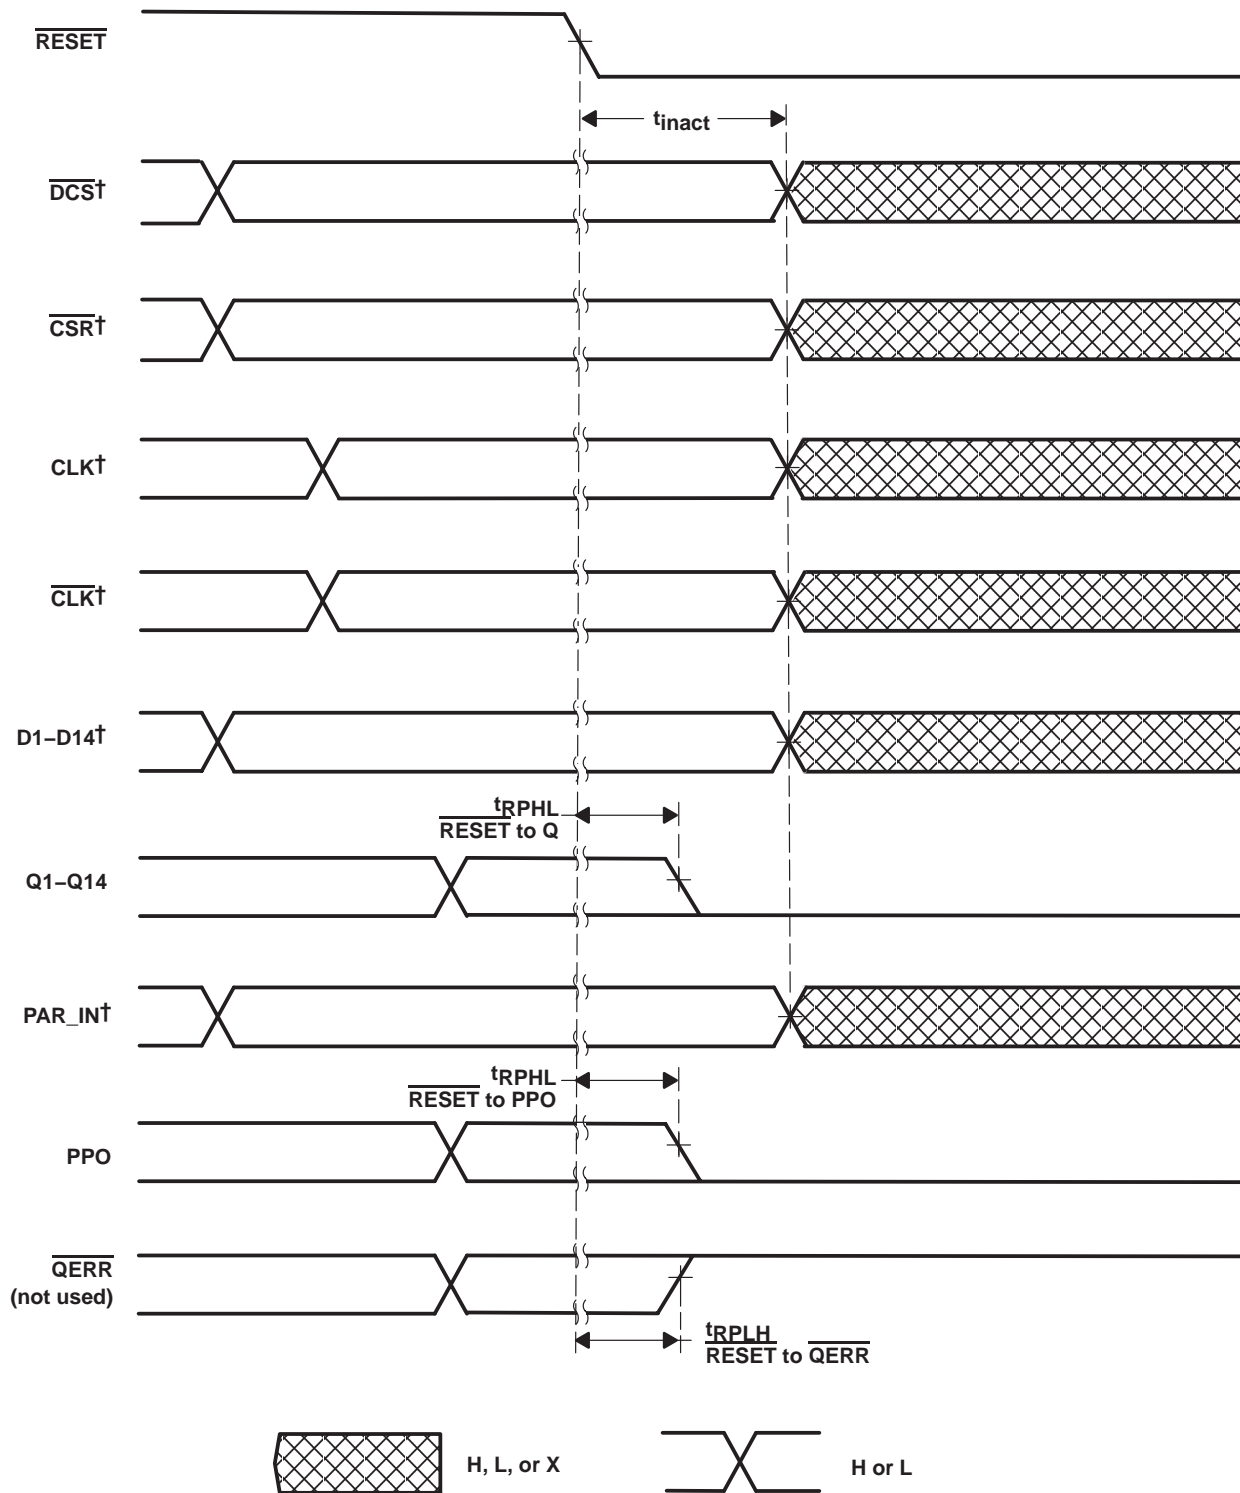 RESET
tinact
DCS†
CSR†
CLK†
CLK†
D1–D14†
tRPHL
RESET to Q
Q1–Q14
PAR_IN†
tRPHL
RESET to PPO
PPO
QERR
(not used)
tRPLH
RESET to QERR
H, L, or X
H or L